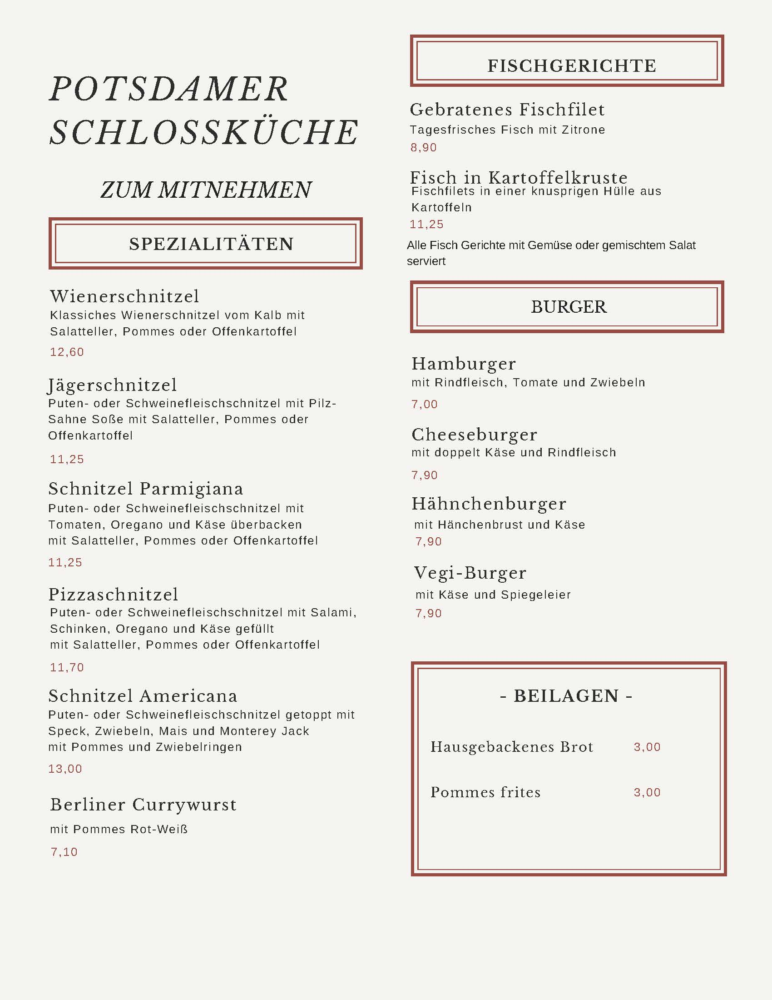 POTSDAMER
SCHLOSSKÜCHE
ZUM MITNEHMEN
SPEZIALITÄTEN
Wienerschnitzel
Klassiches Wienerschnitzel vom Kalb mit
Salatteller, Pommes oder Offenkartoffel
12,60
Jägerschnitzel
Puten- oder Schweinefleischschnitzel mit Pilz-
Sahne Soße mit Salatteller, Pommes oder
Offenkartoffel
11,25
Schnitzel Parmigiana
Puten- oder Schweinefleischschnitzel mit
Tomaten, Oregano und Käse überbacken
mit Salatteller, Pommes oder Offenkartoffel
11,25
Pizzaschnitzel
Puten- oder Schweinefleischschnitzel mit Salami,
Schinken, Oregano und Käse gefüllt
mit Salatteller, Pommes oder Offenkartoffel
11,70
Schnitzel Americana
Puten- oder Schweinefleischschnitzel getoppt mit
Speck, Zwiebeln, Mais und Monterey Jack
mit Pommes und Zwiebelringen
13,00
Berliner Currywurst
mit Pommes Rot-Weiß
7,10
FISCHGERICHTE
Gebratenes Fischfilet
Tagesfrisches Fisch mit Zitrone
8,90
Fisch in Kartoffelkruste
Fischfilets in einer knusprigen Hülle aus
Kartoffeln
11,25
Alle Fisch Gerichte mit Gemüse oder gemischtem Salat
serviert
BURGER
Hamburger
mit Rindfleisch, Tomate und Zwiebeln
7,00
Cheeseburger
mit doppelt Käse und Rindfleisch
7,90
Hähnchenburger
mit Hänchenbrust und Käse
7,90
Vegi-Burger
mit Käse und Spiegeleier
7,90
- BEILAGEN -
Hausgebackenes Brot 3,00
Pommes frites 3,00